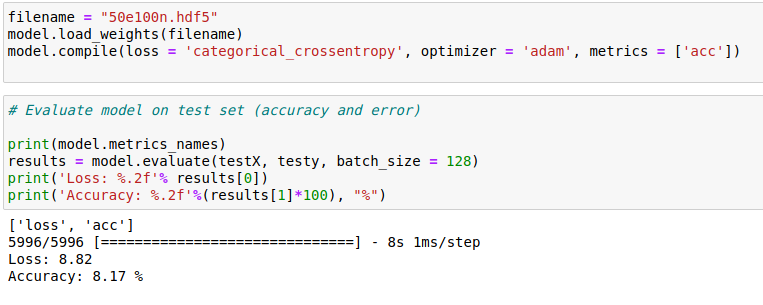 filename = "50e100n.hdf5"
model.load_weights(filename)
model.compile(loss = 'categorical_crossentropy', optimizer = 'adam', metrics = ['acc'])
# Evaluate model on test set (accuracy and error)
print(model.metrics_names)
results = model.evaluate(testX, testy, batch_size = 128)
print('Loss: %.2f'% results[0])
print('Accuracy: %.2f'%(results[1]*100), "%")
['loss', 'acc']
5996/5996 [==============================] - 8s 1ms/step
Loss: 8.82
Accuracy: 8.17 %